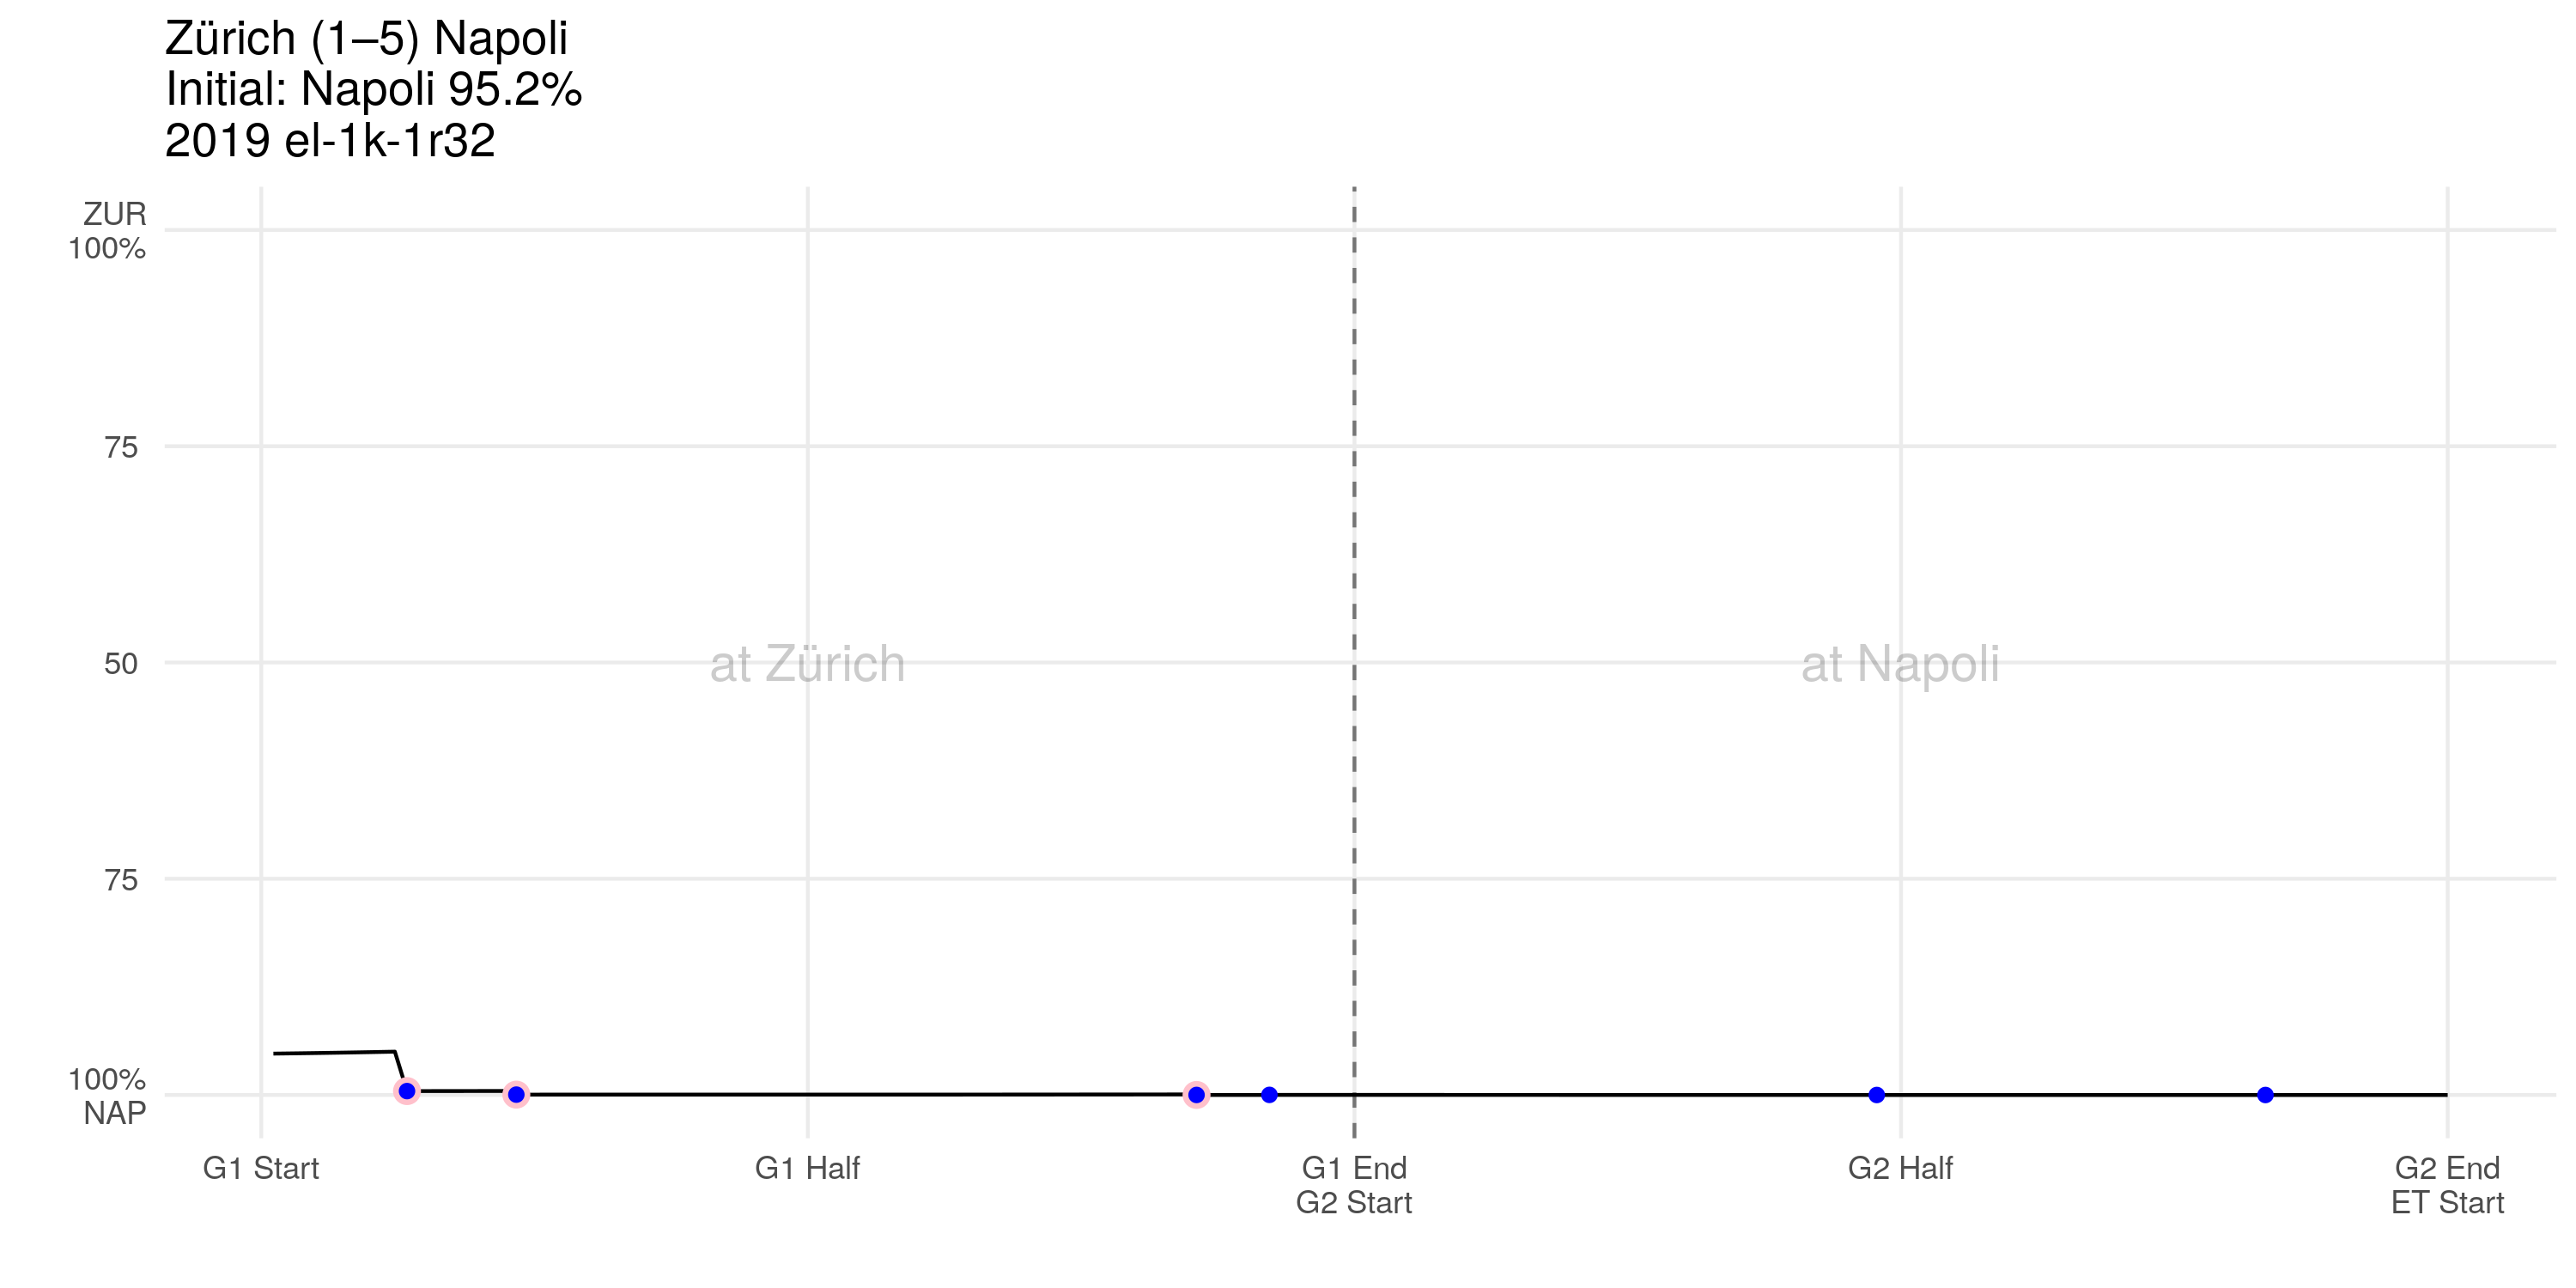 Zürich (1–5) Napoli
Initial: Napoli 95.2%
2019 el-1k-1r32
ZUR
100%
75
50
75
100%
NAP
at Zürich
at Napoli
G1 Start
G1 Half
G1 End
G2 Start
G2 Half
G2 End
ET Start